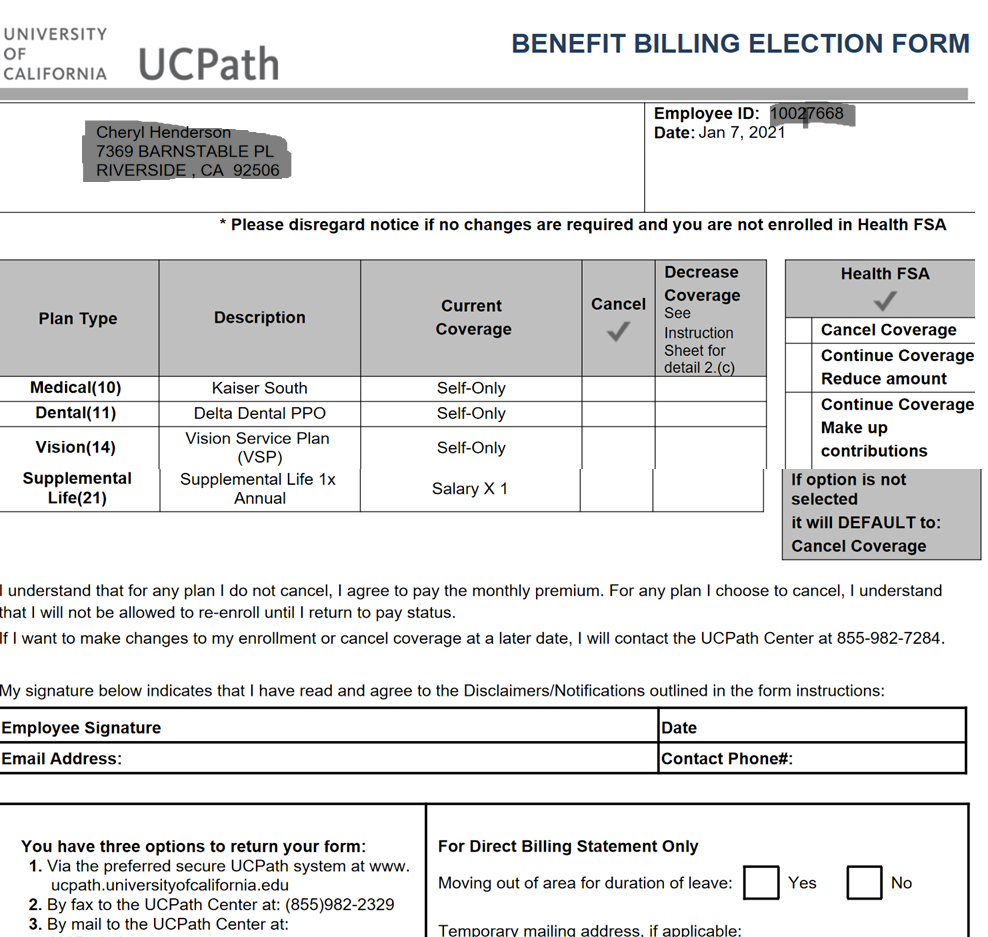 UNIVERSITY
OF
CALIFORNIA
UCPath
BENEFIT BILLING ELECTION FORM
Cheryl Henderson
7369 BARNSTABLE PL
RIVERSIDE , CA 92506
Employee ID: 10027668
Date: Jan 7, 2021
* Please disregard notice if no changes are required and you are not enrolled in Health FSA
Plan Type
Description
Current
Coverage
Cancel
Decrease
Coverage
See
Instruction
Sheet for
detail 2.(c)
Medical(10) Kaiser South Self-Only
Dental(11) Delta Dental PPO Self-Only
Vision(14) Vision Service Plan
(VSP) Self-Only
Supplemental
Life(21) Supplemental Life 1x
Annual Salary X 1
Health FSA
Cancel Coverage
Continue Coverage
Reduce amount
Continue Coverage
Make up
contributions
If option is not
selected
it will DEFAULT to:
Cancel Coverage
I understand that for any plan I do not cancel, I agree to pay the monthly premium. For any plan I choose to cancel, I understand
that I will not be allowed to re-enroll until I return to pay status.
If I want to make changes to my enrollment or cancel coverage at a later date, I will contact the UCPath Center at 855-982-7284.
My signature below indicates that I have read and agree to the Disclaimers/Notifications outlined in the form instructions:
Employee Signature
Date
Email Address:
Contact Phone#:
You have three options to return your form:
1. Via the preferred secure UCPath system at www.
ucpath.universityofcalifornia.edu
2. By fax to the UCPath Center at: (855)982-2329
3. By mail to the UCPath Center at:
For Direct Billing Statement Only
Moving out of area for duration of leave: Yes No
Temporary mailing address, if applicable: